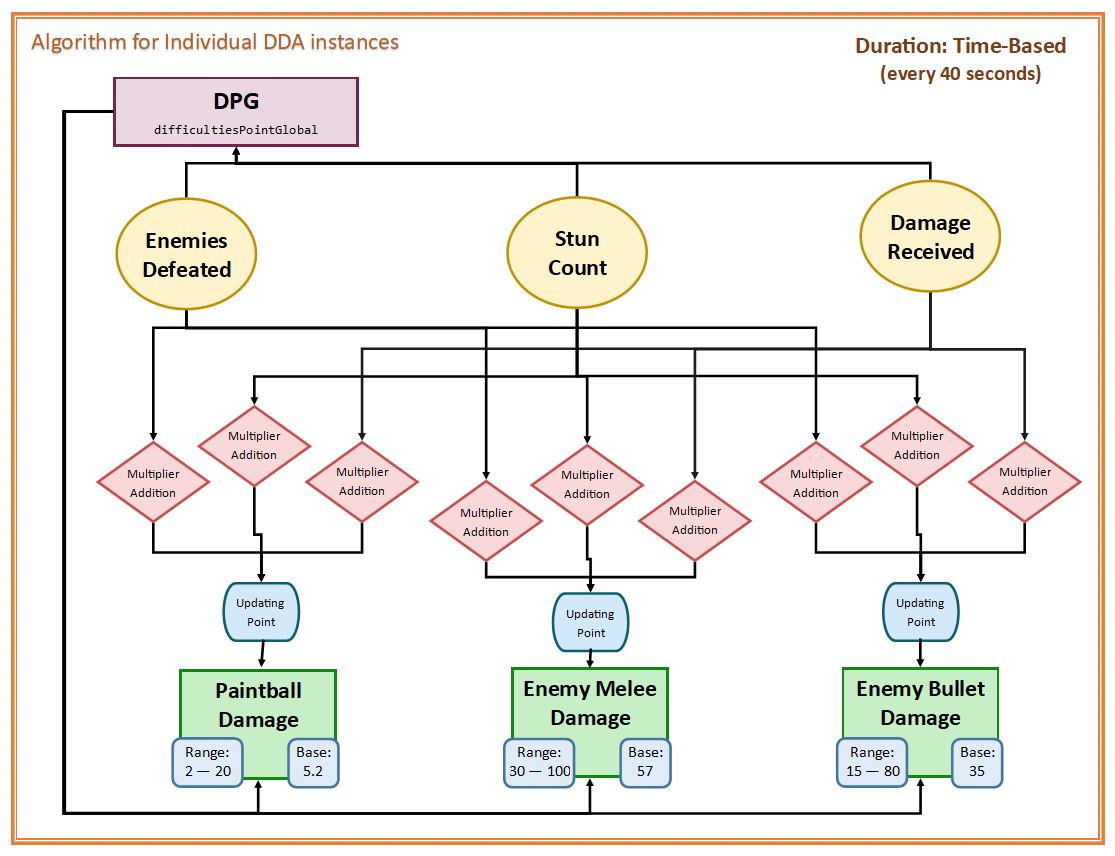 Algorithm for Individual DDA instances
Duration: Time-Based
(every 40 seconds)
DPG
difficultiesPointGlobal
Enemies
Defeated
Stun
Count
Damage
Received
Multiplier
Addition
Multiplier
Addition
Multiplier
Addition
Multiplier
Addition
Multiplier
Addition
Multiplier
Addition
Multiplier
Addition
Multiplier
Addition
Multiplier
Addition
Updating
Point
Updating
Point
Updating
Point
Paintball
Damage
Range:
2 — 20
Base:
5.2
Enemy Melee
Damage
Range:
30 — 100
Base:
57
Enemy Bullet
Damage
Range:
15 — 80
Base:
35